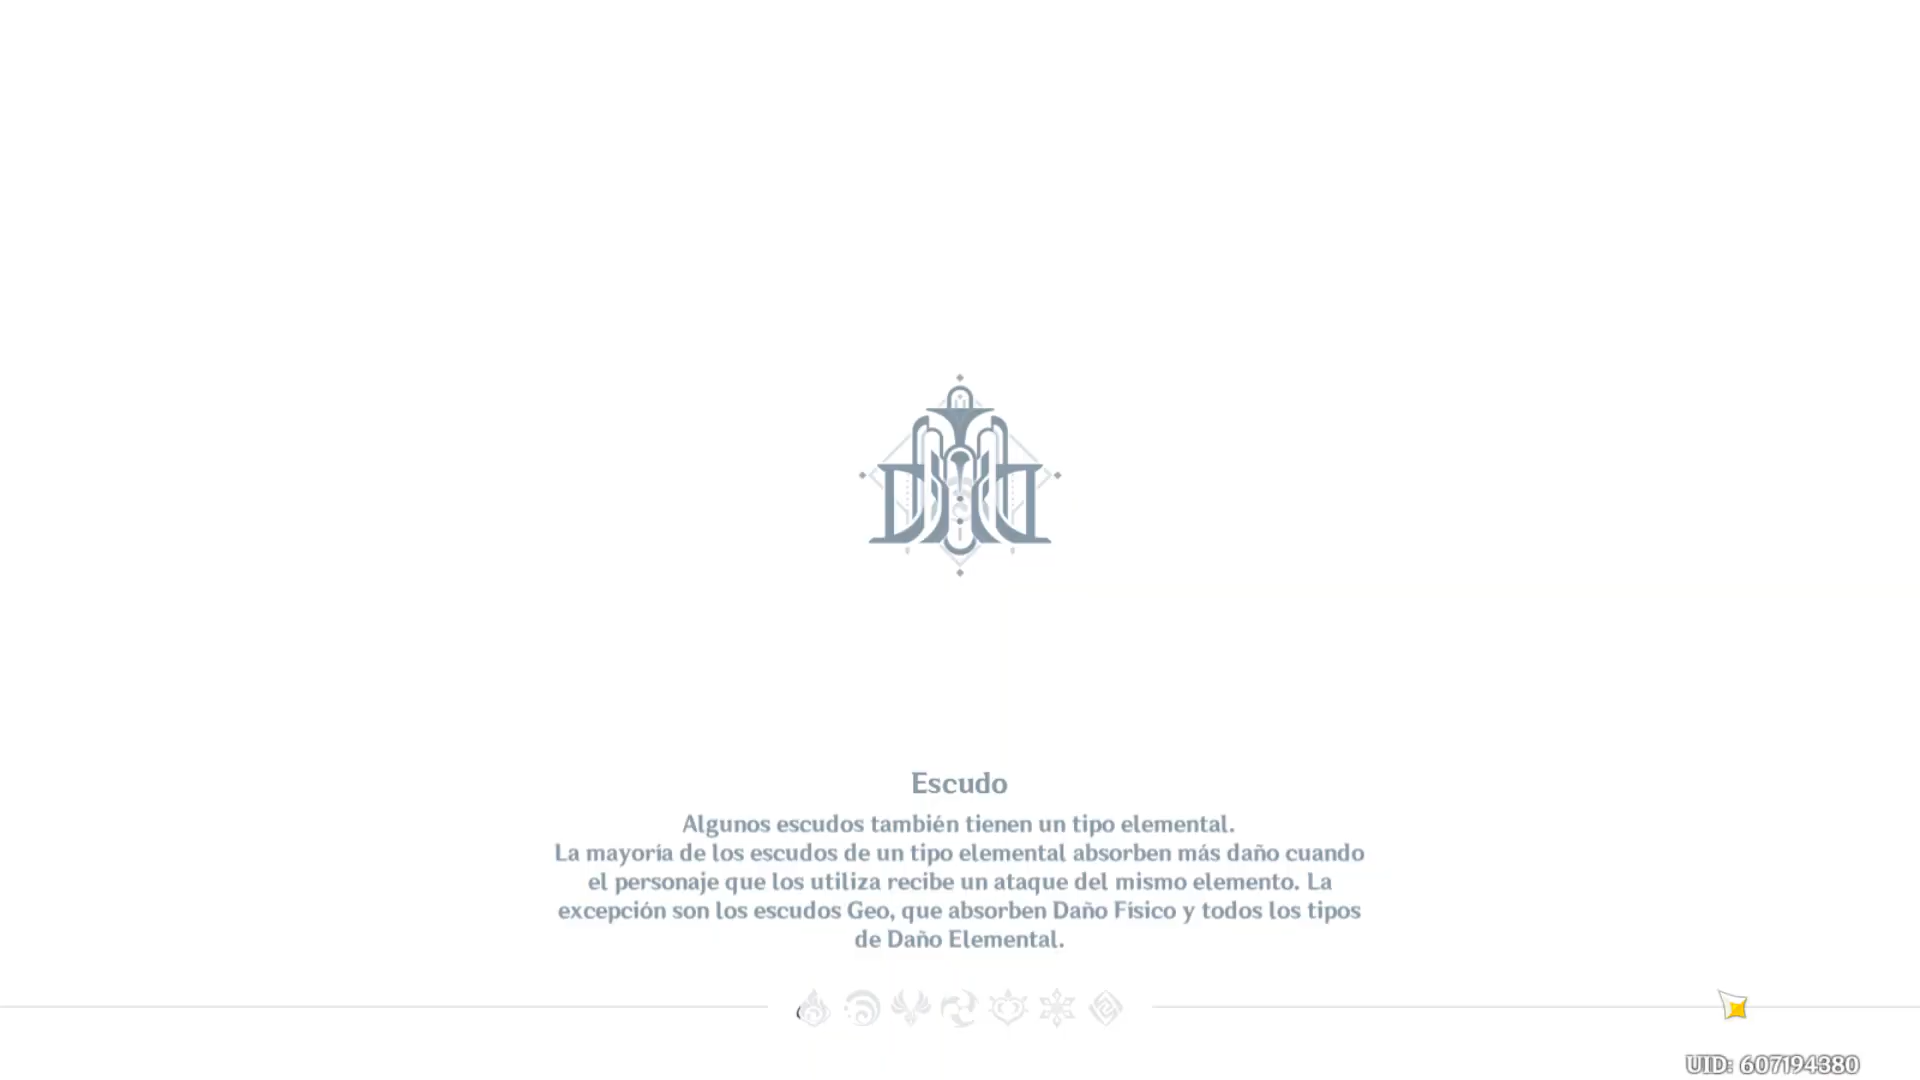 Escudo
Algunos escudos también tienen un tipo elemental.
La mayoría de los escudos de un tipo elemental absorben más daño cuando
el personaje que los utiliza recibe un ataque del mismo elemento. La
excepción son los escudos Geo, que absorben Daño Físico y todos los tipos
de Daño Elemental.
UID: 607194380